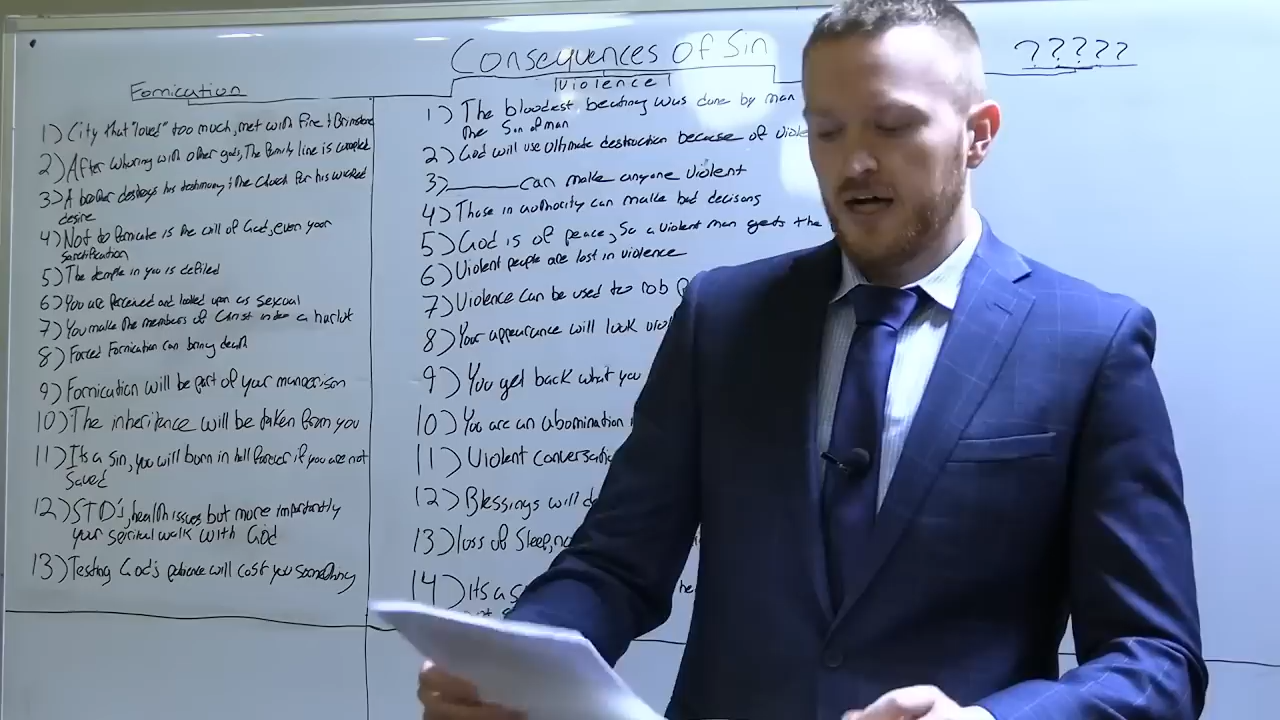 Consequences of Sin
?????
Fornication
1) City that "loved" too much, met with Fire & Brimstone
2) After whoring with other gods, The family line is
3) A brother destroys his testimony & the Church for his wicked
desire
4) Not to fornicate is the will of God, even your
Sanctification
5) The temple in you is defiled
6) You are perceived and looked upon as sexual
7) You make the members of Christ a harlot
8) Forced Fornication can bring death
9) Fornication will be part of your
10) The inheritance will be taken from you
11) Its a sin, you will burn in hell forever if you are not
Saved
12) STD's, health issues but more importantly
your spiritual walk with God
13) Testing God's patience will cost you something
Violence
1) The bloodest beating was done by man
the Son of man
2) God will use Ultimate destruction because of
3) ______ can make anyone violent
4) Those in authority can make bad
5) God is of peace, So a violent man gets the
6) Violent people are lost in violence
7) Violence can be used to rob
8) Your appearance will look
9) You get back what you
10) You are an abomination
11) Violent
12) Blessings will
13) loss of Sleep,
14) Its a